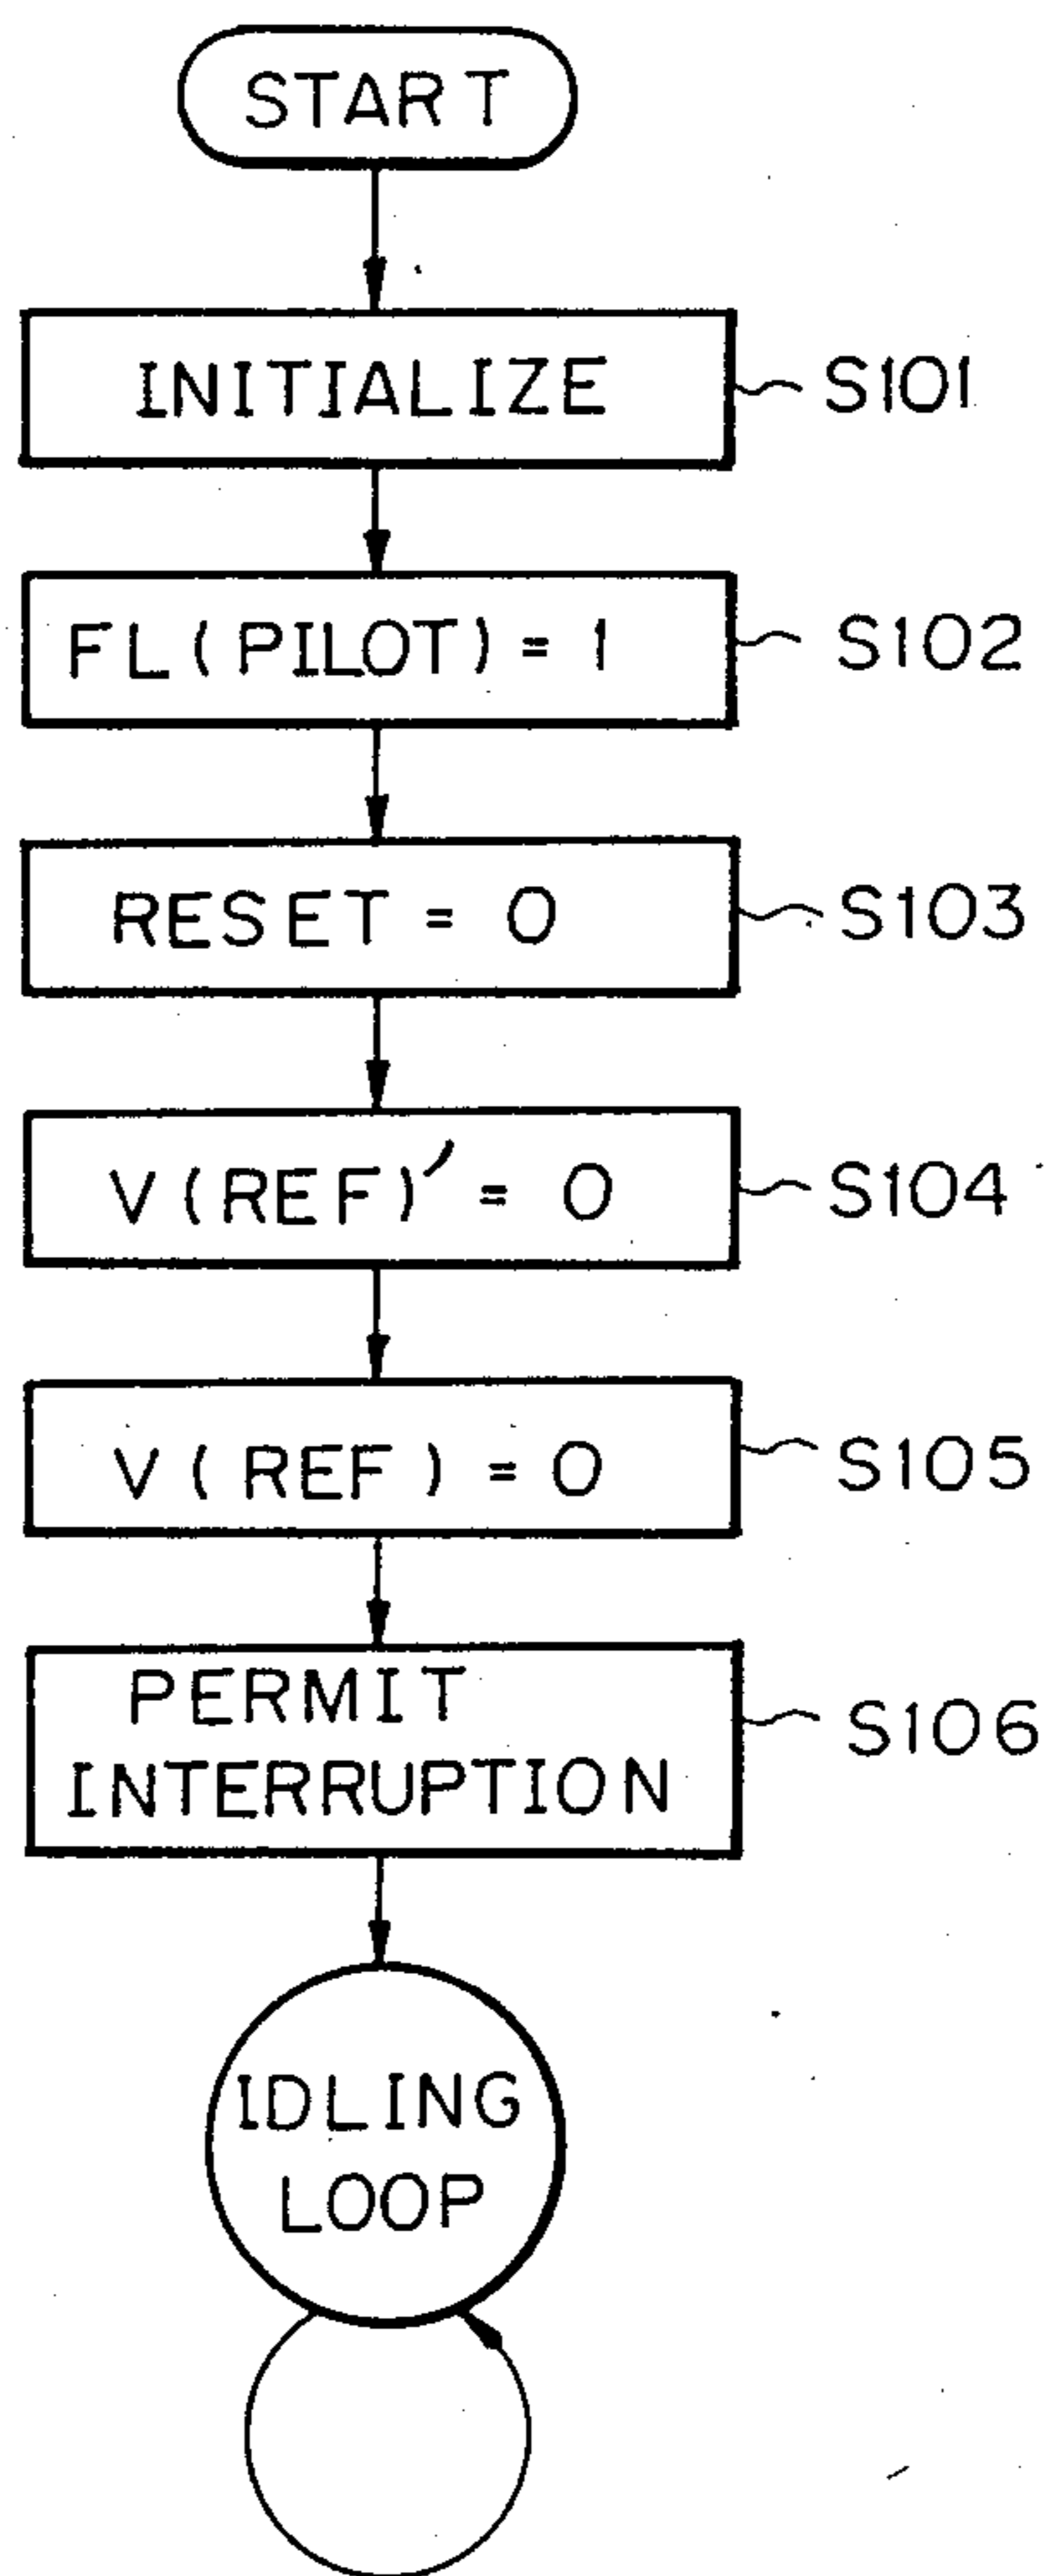 START
INITIALIZE
S101
FL(PILOT) = 1
S102
RESET = 0
S103
V(REF)' = 0
S104
V(REF) = 0
S105
PERMIT
INTERRUPTION
S106
IDLING
LOOP